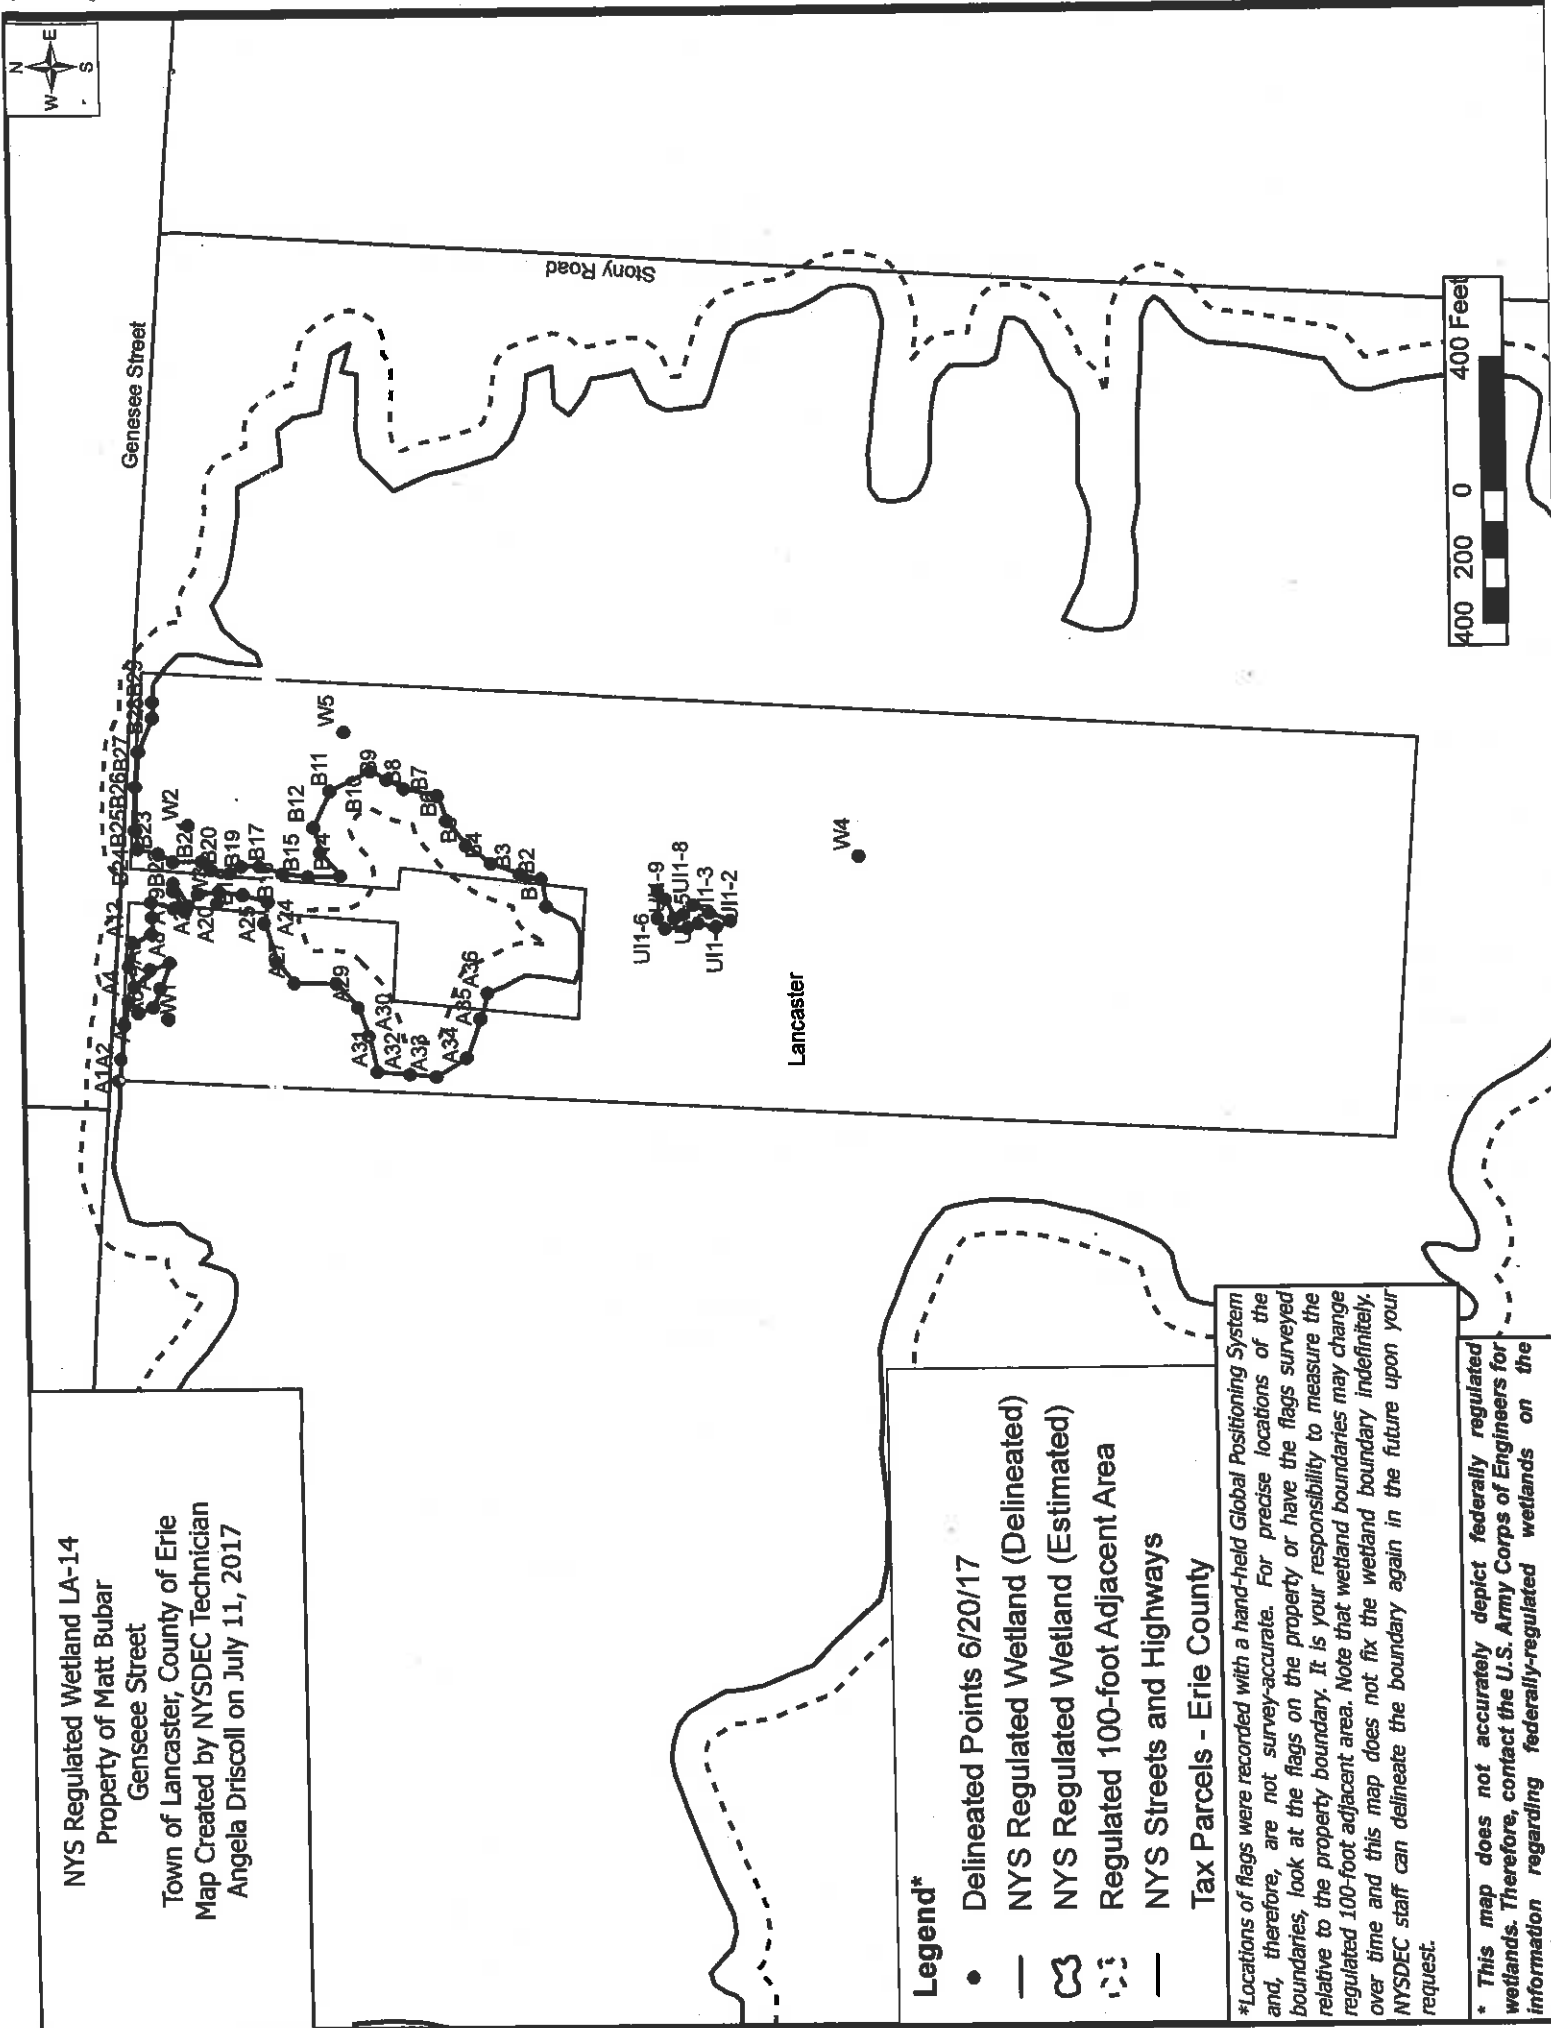 NYS Regulated Wetland LA-14
Property of Matt Bubar
Genseee Street
Town of Lancaster, County of Erie
Map Created by NYSDEC Technician
Angela Driscoll on July 11, 2017
N
W
E
S
Genesee Street
Stony Road
A1
A2
A4
A8
A12
W1
A20
A24
A25
A27
A29
A30
A31
A32
A33
A34
A35
A36
B2
B3
B4
B6
B7
B8
B9
B10
B11
B12
B15
B17
B19
B20
B23
B24
B25
B26
B27
B28
B29
W2
W5
W4
UI1-9
UI1-8
UI1-6
UI1-2
Lancaster
Legend*
Delineated Points 6/20/17
NYS Regulated Wetland (Delineated)
NYS Regulated Wetland (Estimated)
Regulated 100-foot Adjacent Area
NYS Streets and Highways
Tax Parcels - Erie County
400 200 0 400 Feet
*Locations of flags were recorded with a hand-held Global Positioning System
and, therefore, are not survey-accurate. For precise locations of the
boundaries, look at the flags on the property or have the flags surveyed
relative to the property boundary. It is your responsibility to measure the
regulated 100-foot adjacent area. Note that wetland boundaries may change
over time and this map does not fix the wetland boundary indefinitely.
NYSDEC staff can delineate the boundary again in the future upon your
request.
* This map does not accurately depict federally regulated
wetlands. Therefore, contact the U.S. Army Corps of Engineers for
information regarding federally-regulated wetlands on the